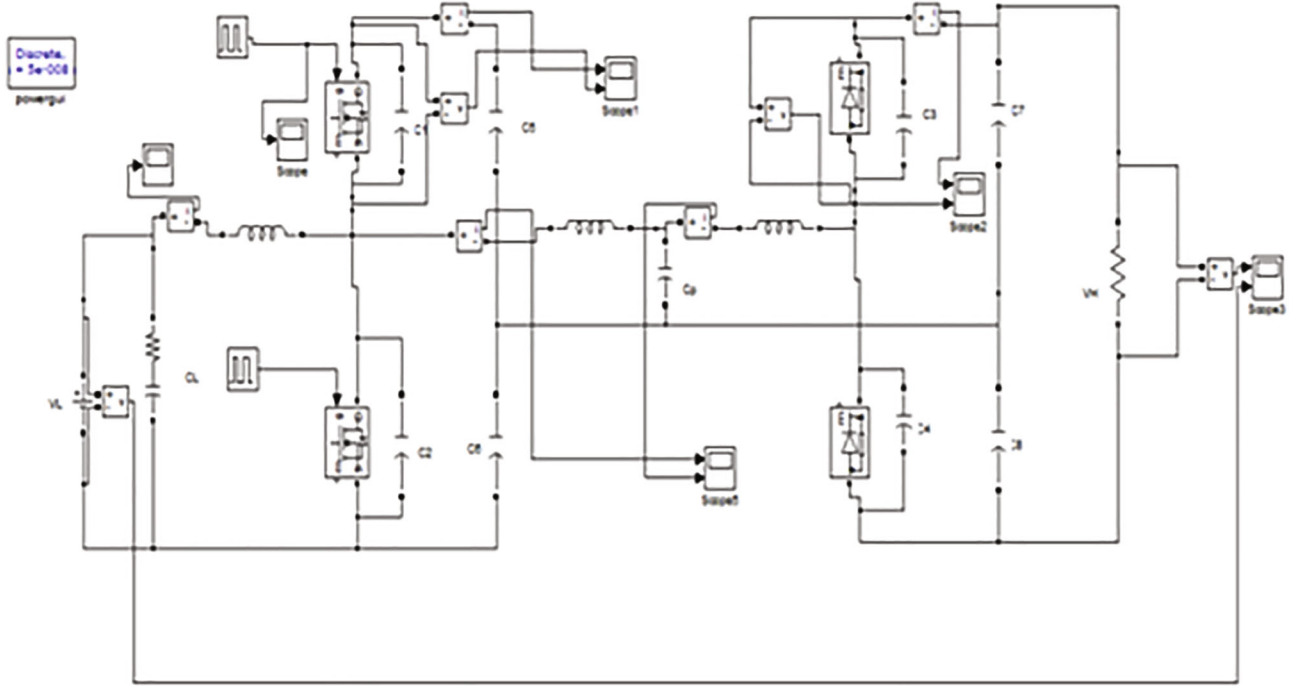 Discrete,
= 5e-008
powergui
Scope
Scope1
C1
C5
C3
C7
Scope2
VH
Scope3
Cp
VL
CL
C2
C6
C4
Scope5